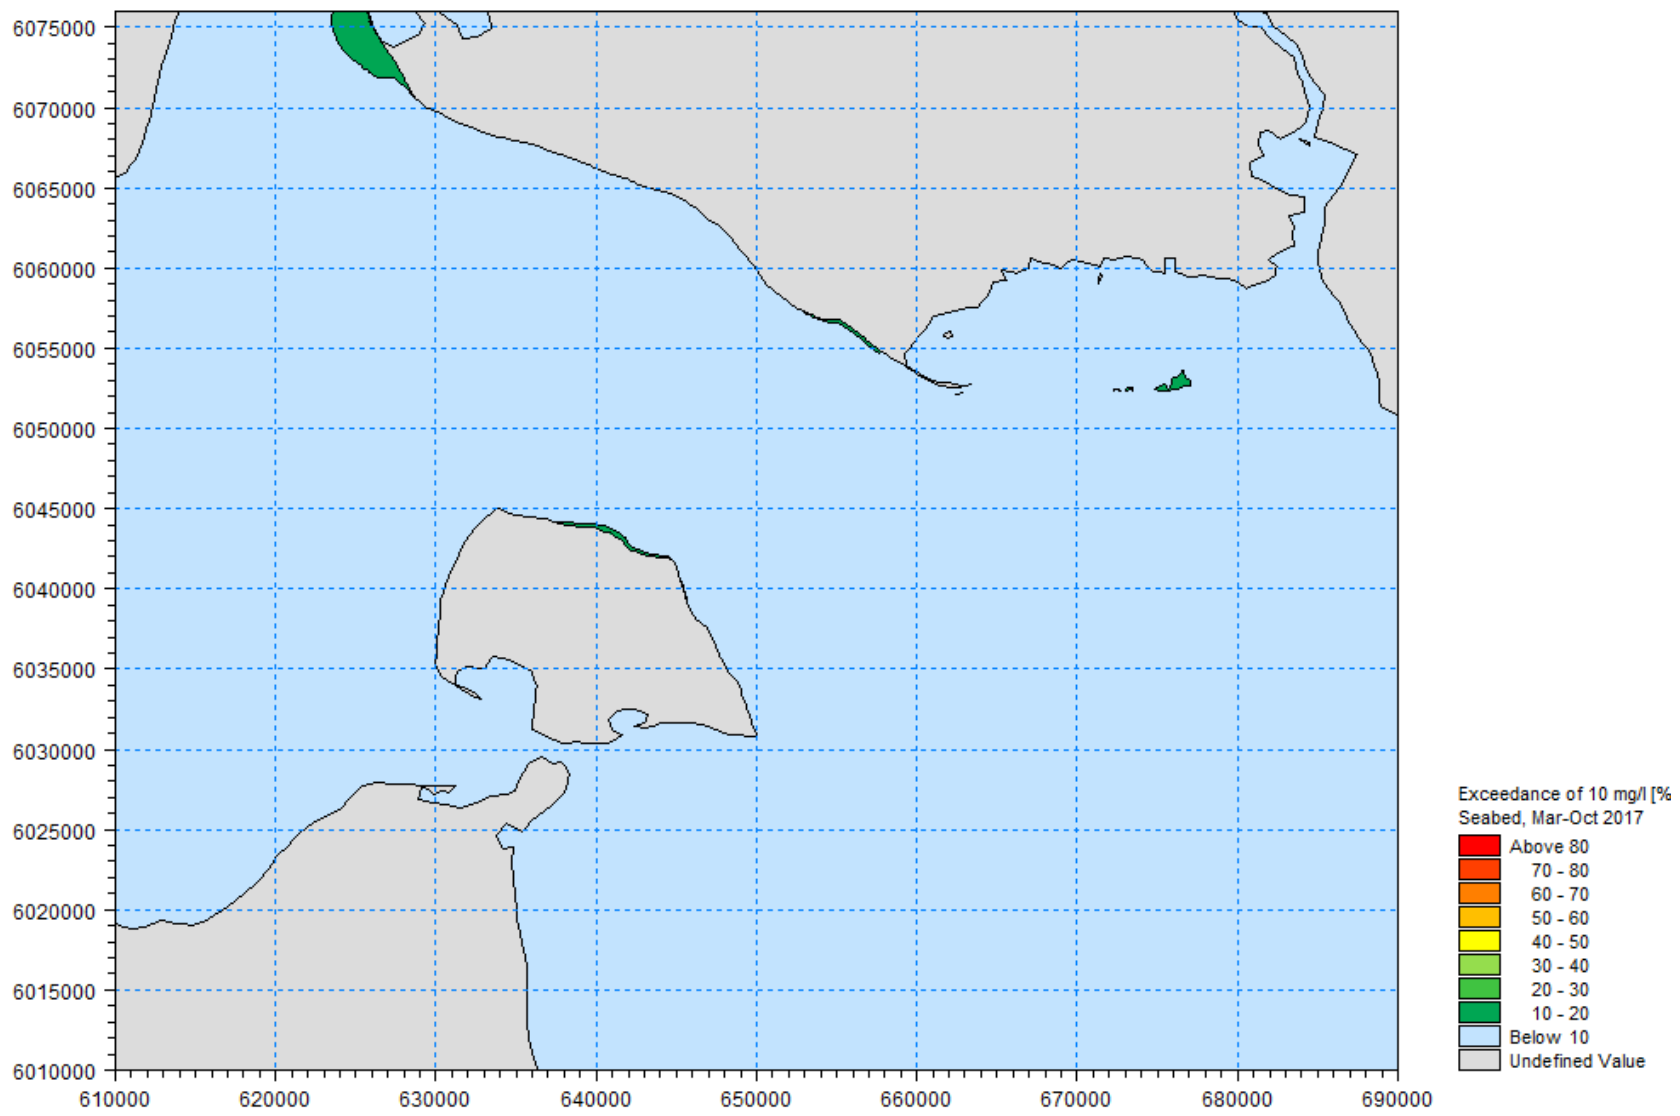 6075000
6070000
6065000
6060000
6055000
6050000
6045000
6040000
6035000
6030000
6025000
6020000
6015000
6010000
610000 620000 630000 640000 650000 660000 670000 680000 690000
Exceedance of 10 mg/l [%
Seabed, Mar-Oct 2017
Above 80
70 - 80
60 - 70
50 - 60
40 - 50
30 - 40
20 - 30
10 - 20
Below 10
Undefined Value